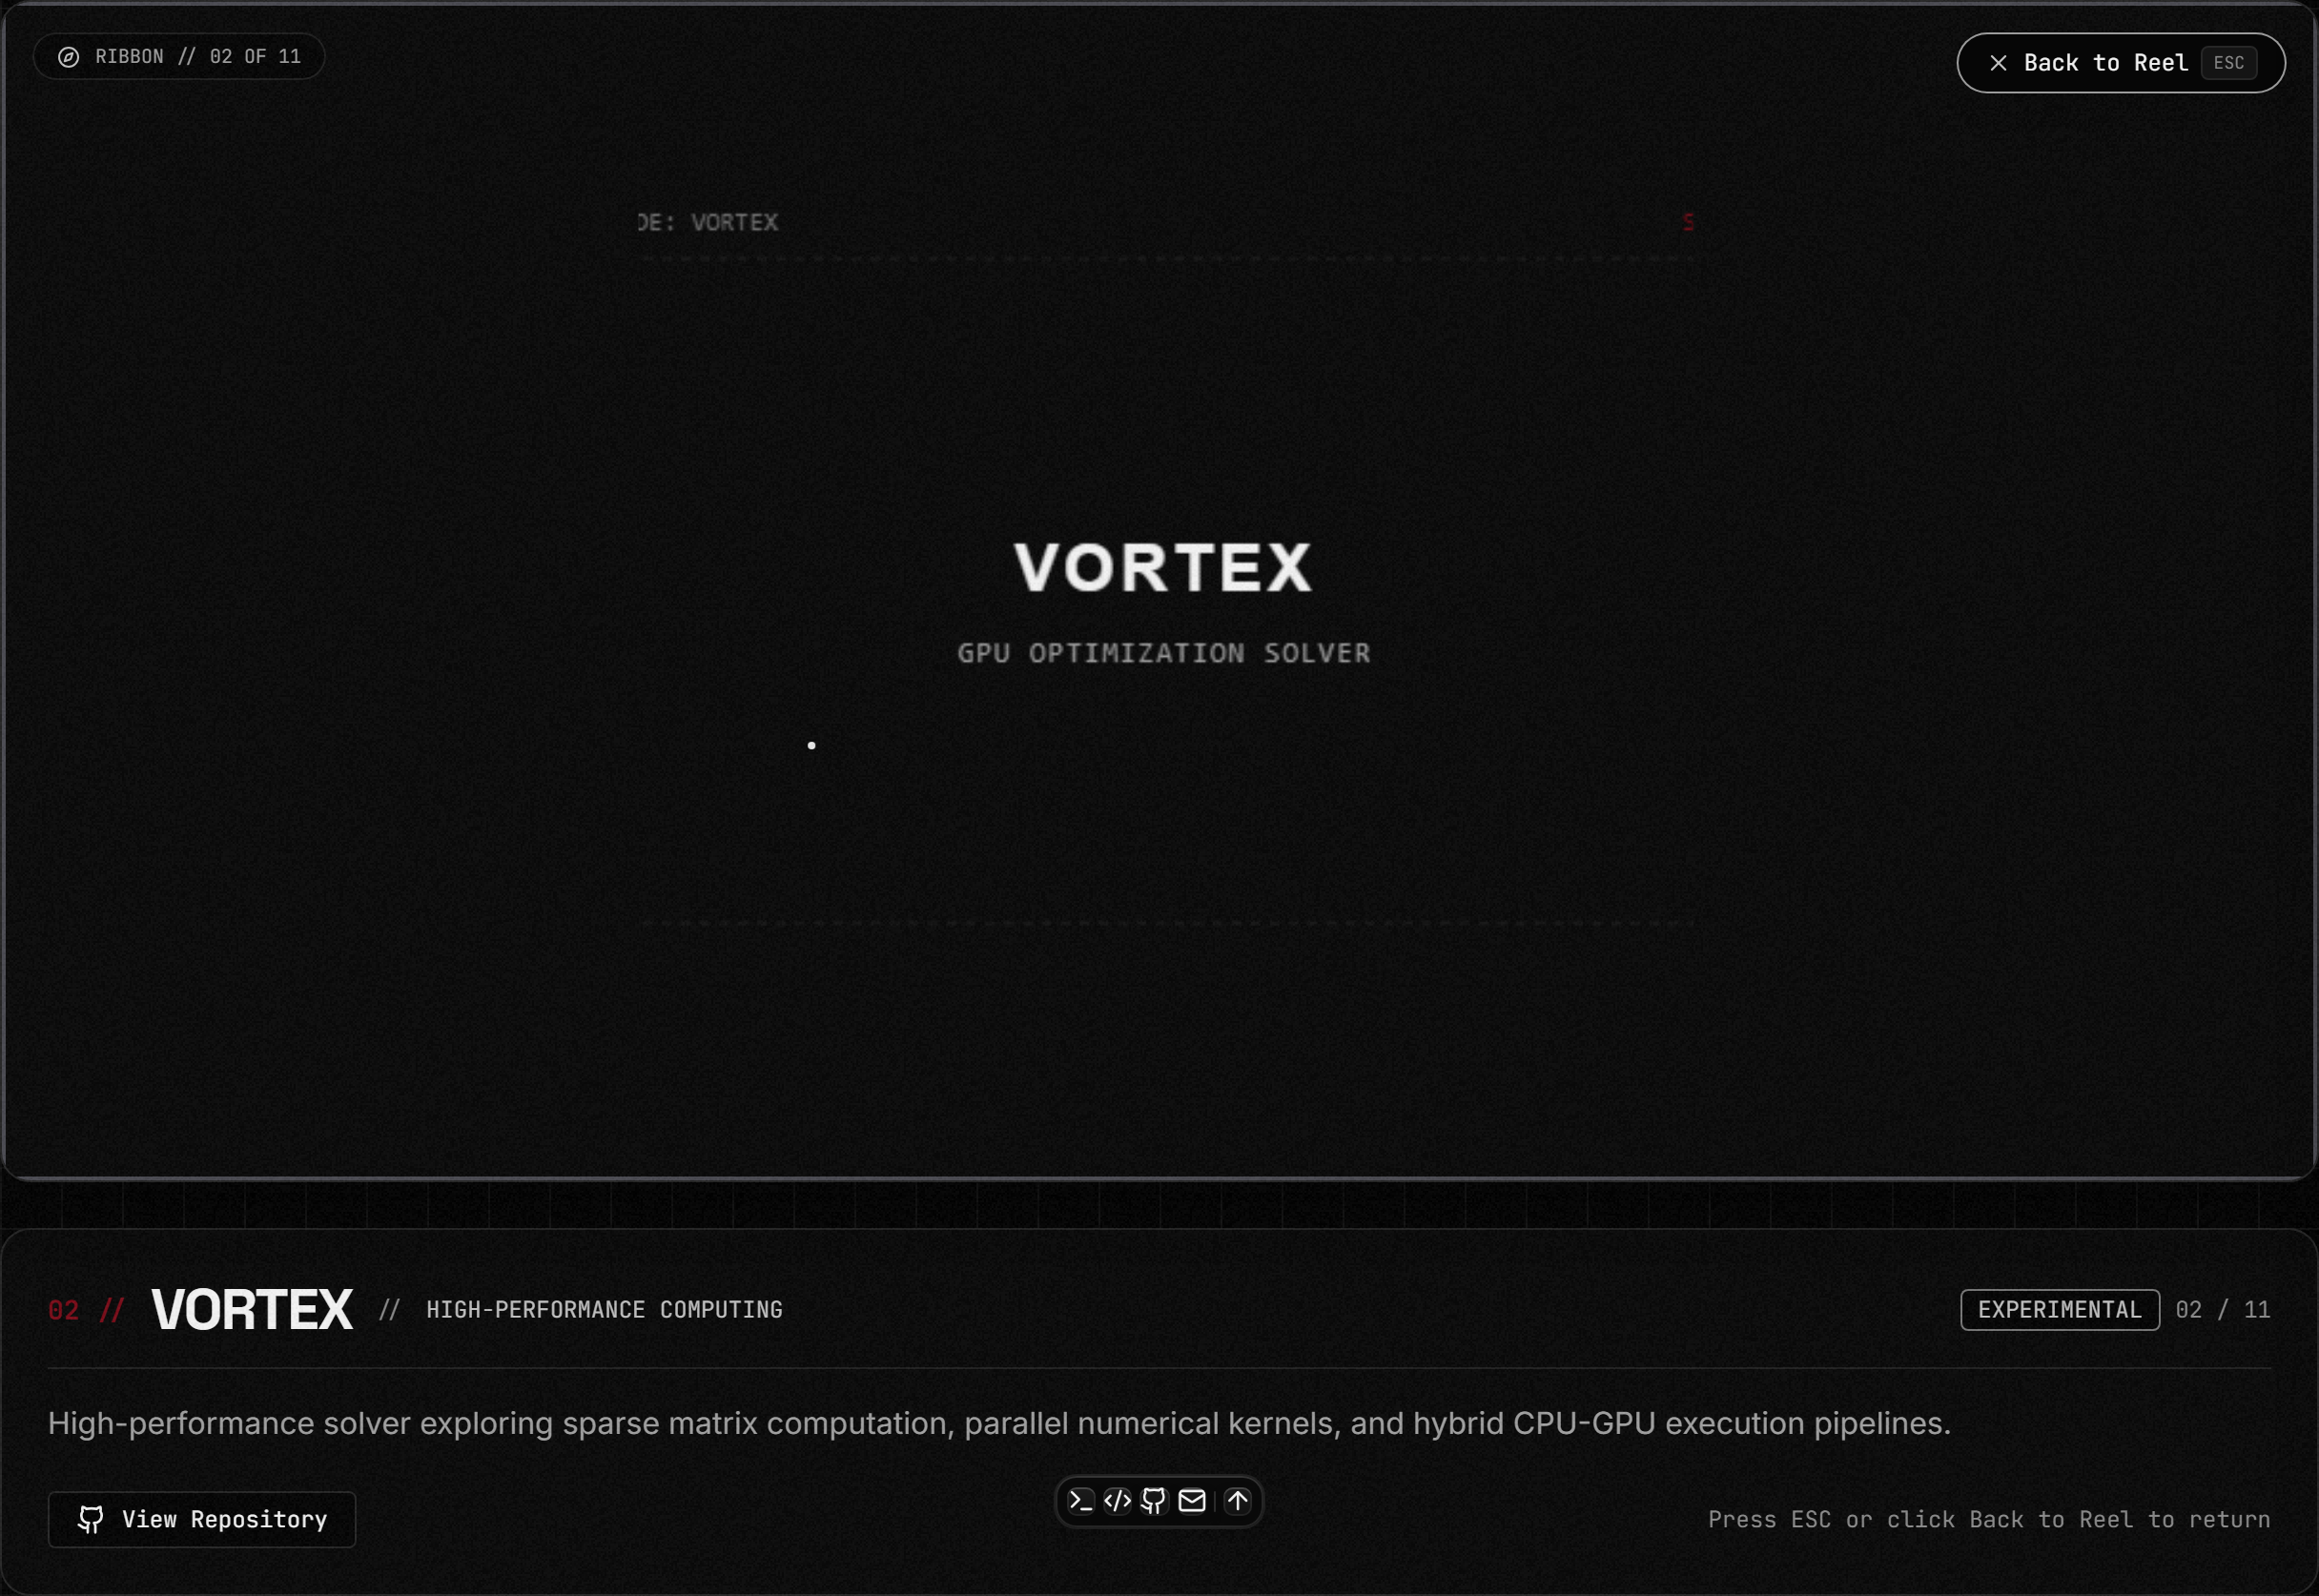 RIBBON // 02 OF 11
Back to Reel ESC
DE: VORTEX S
VORTEX
GPU OPTIMIZATION SOLVER
02 // VORTEX // HIGH-PERFORMANCE COMPUTING
EXPERIMENTAL 02 / 11
High-performance solver exploring sparse matrix computation, parallel numerical kernels, and hybrid CPU-GPU execution pipelines.
View Repository
Press ESC or click Back to Reel to return